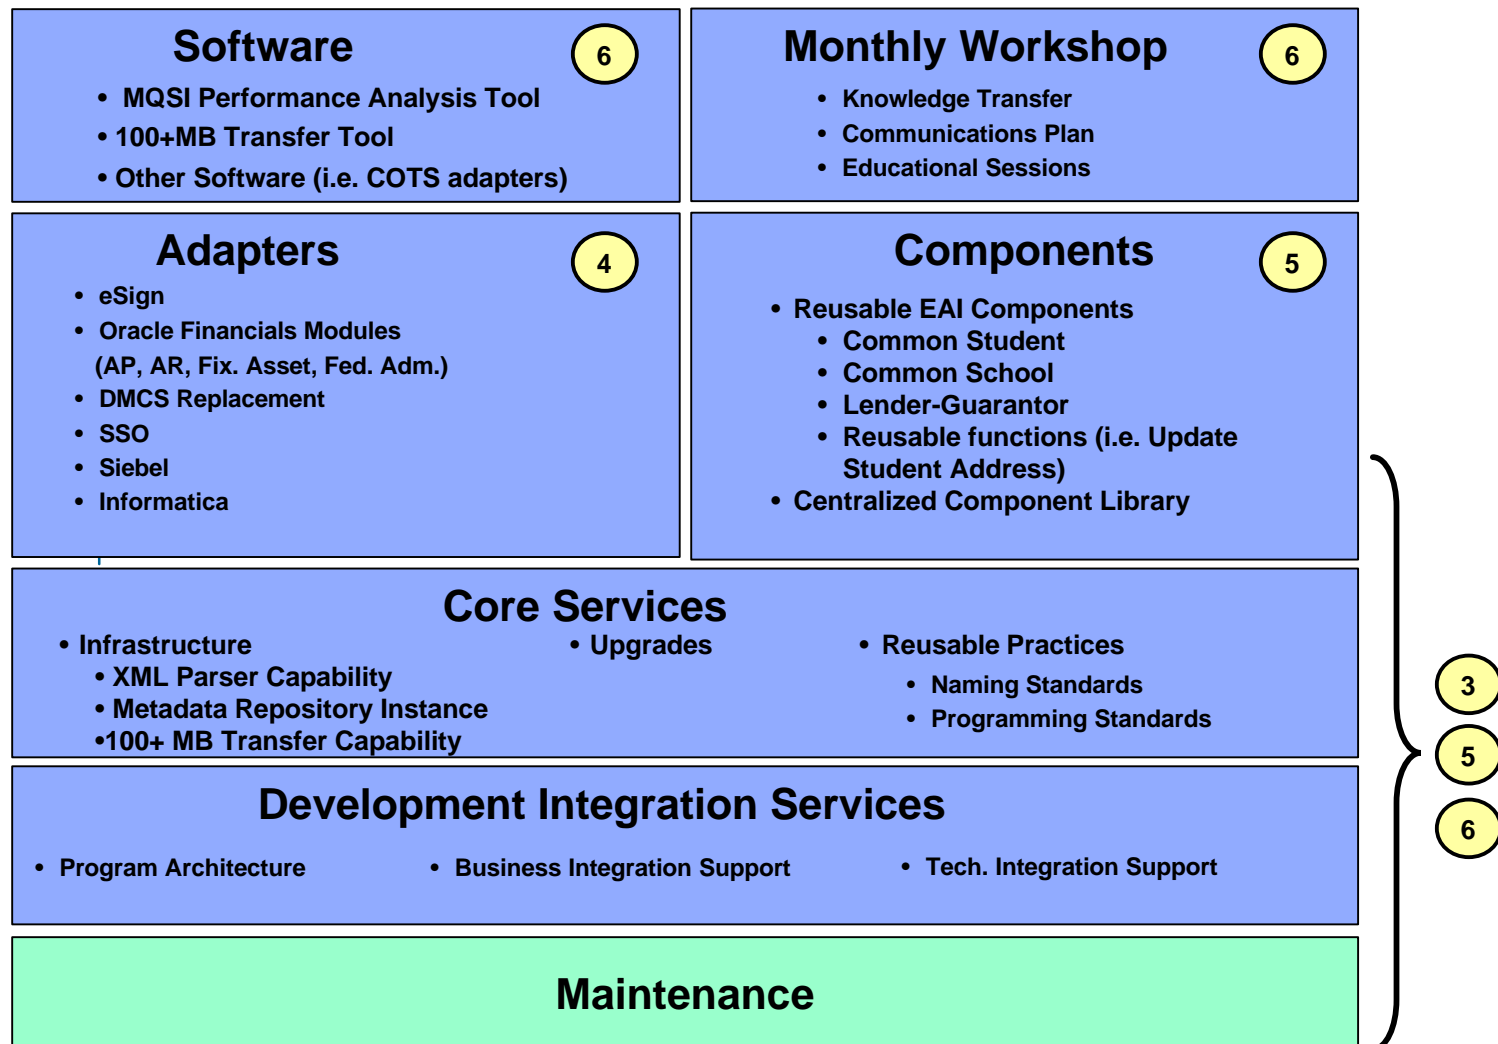 Software
6
• MQSI Performance Analysis Tool
• 100+MB Transfer Tool
• Other Software (i.e. COTS adapters)
Monthly Workshop
6
• Knowledge Transfer
• Communications Plan
• Educational Sessions
Adapters
4
• eSign
• Oracle Financials Modules
(AP, AR, Fix. Asset, Fed. Adm.)
• DMCS Replacement
• SSO
• Siebel
• Informatica
Components
5
• Reusable EAI Components
• Common Student
• Common School
• Lender-Guarantor
• Reusable functions (i.e. Update
Student Address)
• Centralized Component Library
Core Services
• Infrastructure
• XML Parser Capability
• Metadata Repository Instance
•100+ MB Transfer Capability
• Upgrades
• Reusable Practices
• Naming Standards
• Programming Standards
Development Integration Services
• Program Architecture
• Business Integration Support
• Tech. Integration Support
Maintenance
3
5
6